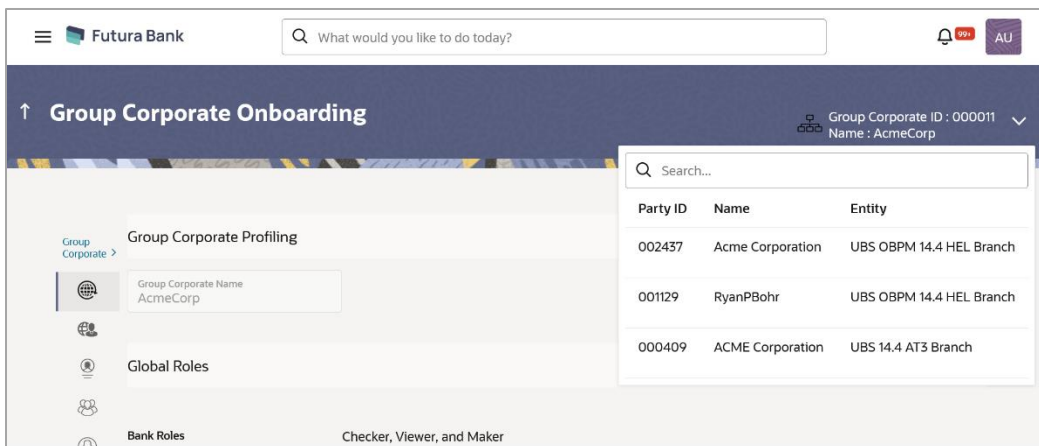 Futura Bank
What would you like to do today?
99+
AU
Group Corporate Onboarding
Group Corporate ID : 000011
Name : AcmeCorp
Search...
Party ID Name Entity
002437 Acme Corporation UBS OBPM 14.4 HEL Branch
001129 RyanPBohr UBS OBPM 14.4 HEL Branch
000409 ACME Corporation UBS 14.4 AT3 Branch
Group
Corporate >
Group Corporate Profiling
Group Corporate Name
AcmeCorp
Global Roles
Bank Roles Checker, Viewer, and Maker